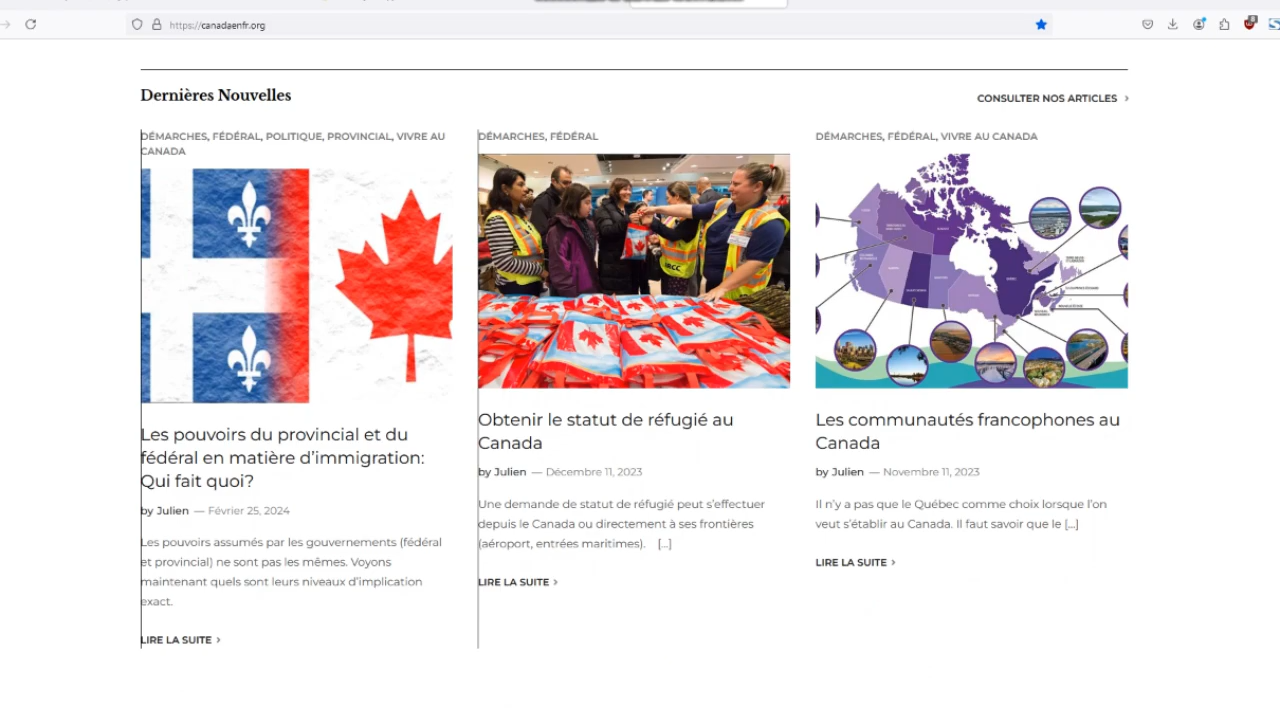 https://canadaenfr.org
Dernières Nouvelles
CONSULTER NOS ARTICLES
DÉMARCHES, FÉDÉRAL, POLITIQUE, PROVINCIAL, VIVRE AU
CANADA
Les pouvoirs du provincial et du
fédéral en matière d’immigration:
Qui fait quoi?
by Julien — Février 25, 2024
Les pouvoirs assumés par les gouvernements (fédéral
et provincial) ne sont pas les mêmes. Voyons
maintenant quels sont leurs niveaux d’implication
exact.
LIRE LA SUITE
DÉMARCHES, FÉDÉRAL
IRCC
Obtenir le statut de réfugié au
Canada
by Julien — Décembre 11, 2023
Une demande de statut de réfugié peut s’effectuer
depuis le Canada ou directement à ses frontières
(aéroport, entrées maritimes). [...]
LIRE LA SUITE
DÉMARCHES, FÉDÉRAL, VIVRE AU CANADA
Les communautés francophones au
Canada
by Julien — Novembre 11, 2023
Il n’y a pas que le Québec comme choix lorsque l’on
veut s’établir au Canada. Il faut savoir que le [...]
LIRE LA SUITE